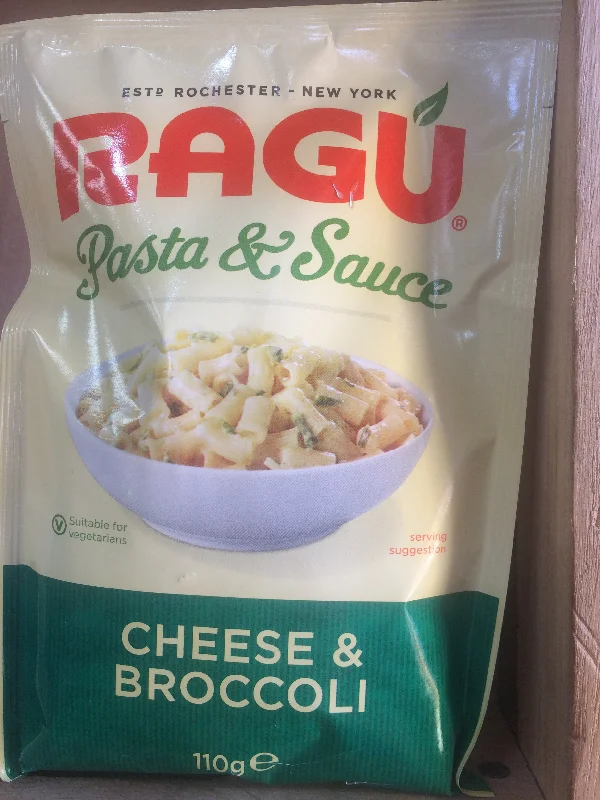 ESTD ROCHESTER - NEW YORK
RAGÚ®
Pasta & Sauce
V Suitable for
vegetarians
serving
suggestion
CHEESE &
BROCCOLI
110g ℮